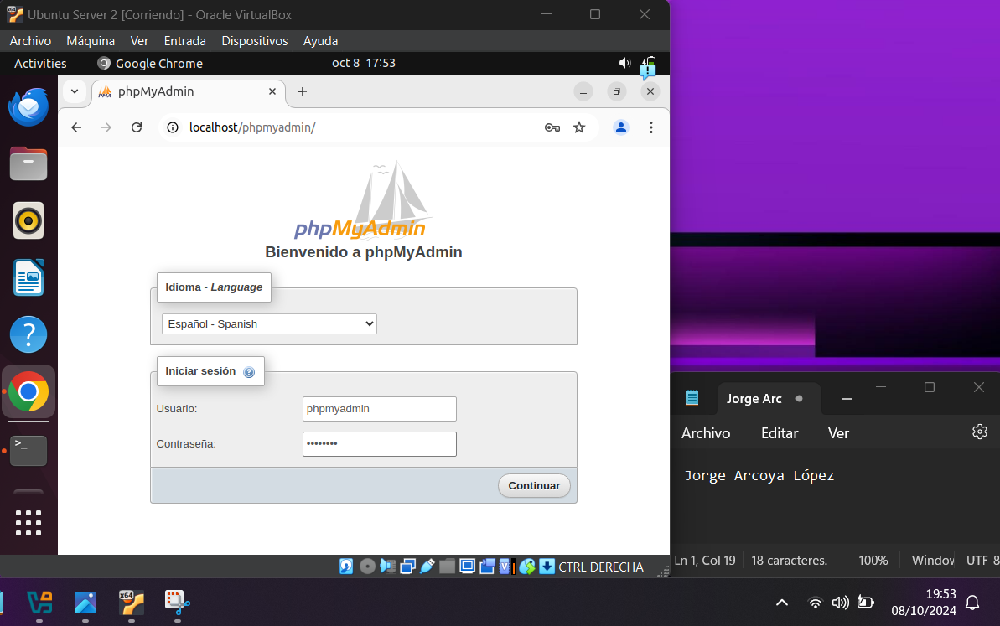 Ubuntu Server 2 [Corriendo] - Oracle VirtualBox
Archivo Máquina Ver Entrada Dispositivos Ayuda
Activities Google Chrome oct 8 17:53
phpMyAdmin
localhost/phpmyadmin/
phpMyAdmin
Bienvenido a phpMyAdmin
Idioma - Language
Español - Spanish
Iniciar sesión
Usuario: phpmyadmin
Contraseña: ••••••••
Continuar
CTRL DERECHA
Jorge Arc
Archivo Editar Ver
Jorge Arcoya López
Ln 1, Col 19 18 caracteres. 100% Window UTF-8
19:53
08/10/2024